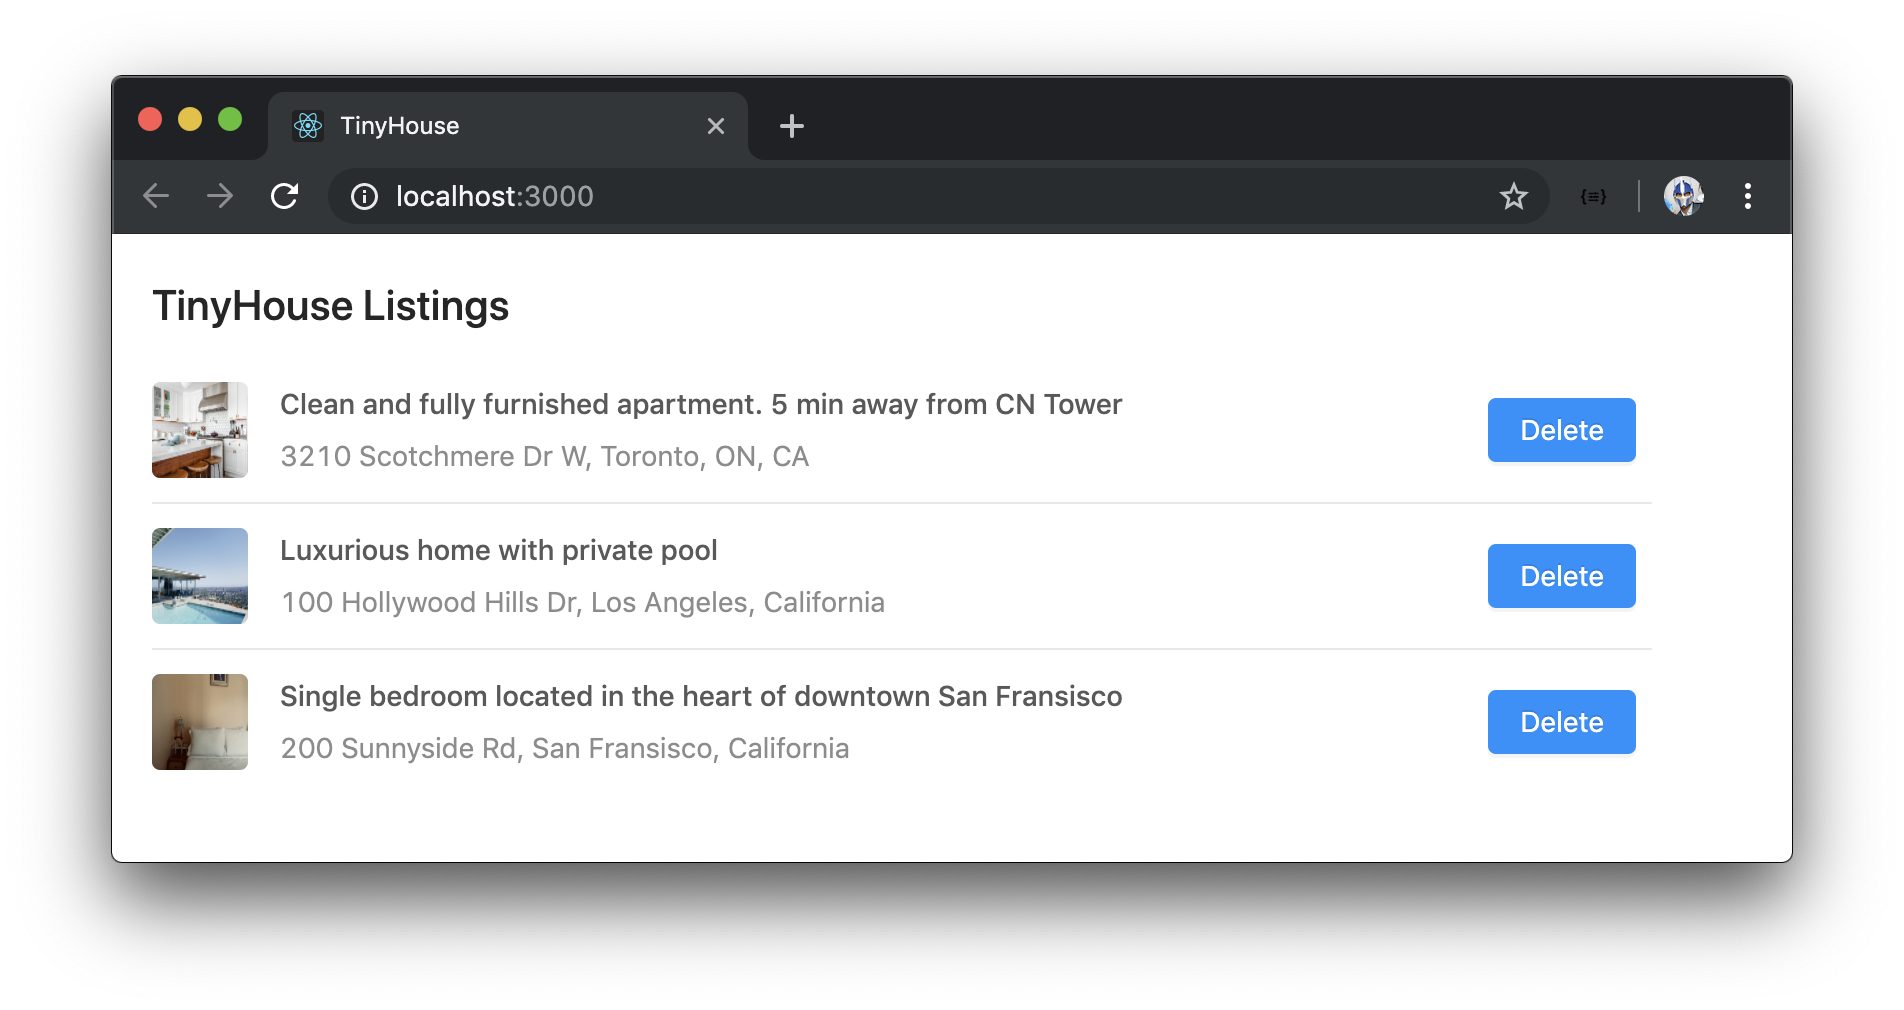 TinyHouse
localhost:3000
TinyHouse Listings
Clean and fully furnished apartment. 5 min away from CN Tower
3210 Scotchmere Dr W, Toronto, ON, CA
Delete
Luxurious home with private pool
100 Hollywood Hills Dr, Los Angeles, California
Delete
Single bedroom located in the heart of downtown San Fransisco
200 Sunnyside Rd, San Fransisco, California
Delete